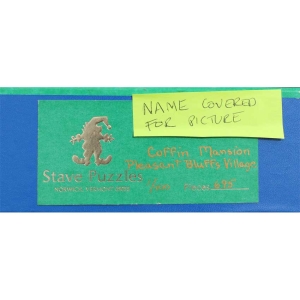 NAME COVERED
FOR PICTURE
Coffin Mansion
Pleasant Bluffs Village
Stave Puzzles